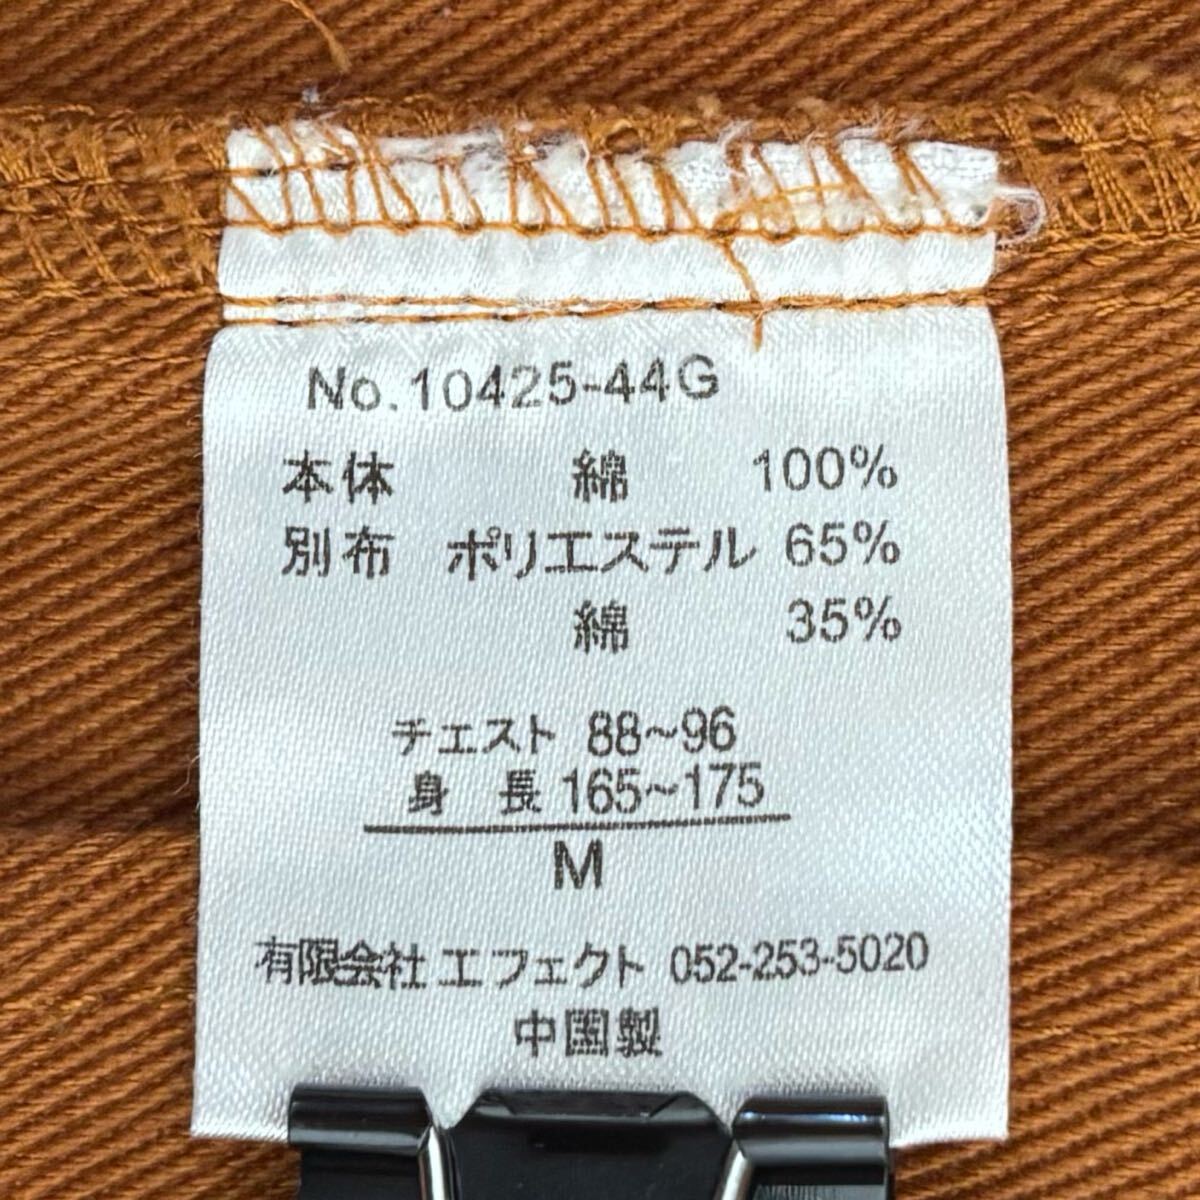 No.10425-44G
本体 綿 100%
別布 ポリエステル 65%
綿 35%
チェスト 88~96
身長 165~175
M
有限会社 エフェクト 052-253-5020
中国製